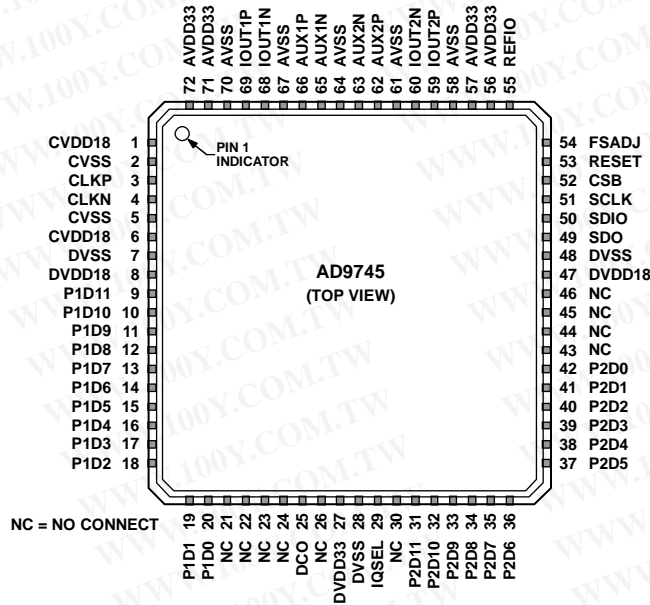 72 AVDD33
71 AVDD33
70 AVSS
69 IOUT1P
68 IOUT1N
67 AVSS
66 AUX1P
65 AUX1N
64 AVSS
63 AUX2N
62 AUX2P
61 AVSS
60 IOUT2N
59 IOUT2P
58 AVSS
57 AVDD33
56 AVDD33
55 REFIO
CVDD18 1
CVSS 2
CLKP 3
CLKN 4
CVSS 5
CVDD18 6
DVSS 7
DVDD18 8
P1D11 9
P1D10 10
P1D9 11
P1D8 12
P1D7 13
P1D6 14
P1D5 15
P1D4 16
P1D3 17
P1D2 18
PIN 1
INDICATOR
AD9745
(TOP VIEW)
54 FSADJ
53 RESET
52 CSB
51 SCLK
50 SDIO
49 SDO
48 DVSS
47 DVDD18
46 NC
45 NC
44 NC
43 NC
42 P2D0
41 P2D1
40 P2D2
39 P2D3
38 P2D4
37 P2D5
NC = NO CONNECT
P1D1 19
P1D0 20
NC 21
NC 22
NC 23
NC 24
DCO 25
NC 26
DVDD33 27
DVSS 28
IQSEL 29
NC 30
P2D11 31
P2D10 32
P2D9 33
P2D8 34
P2D7 35
P2D6 36
WWW.100Y.COM.TW